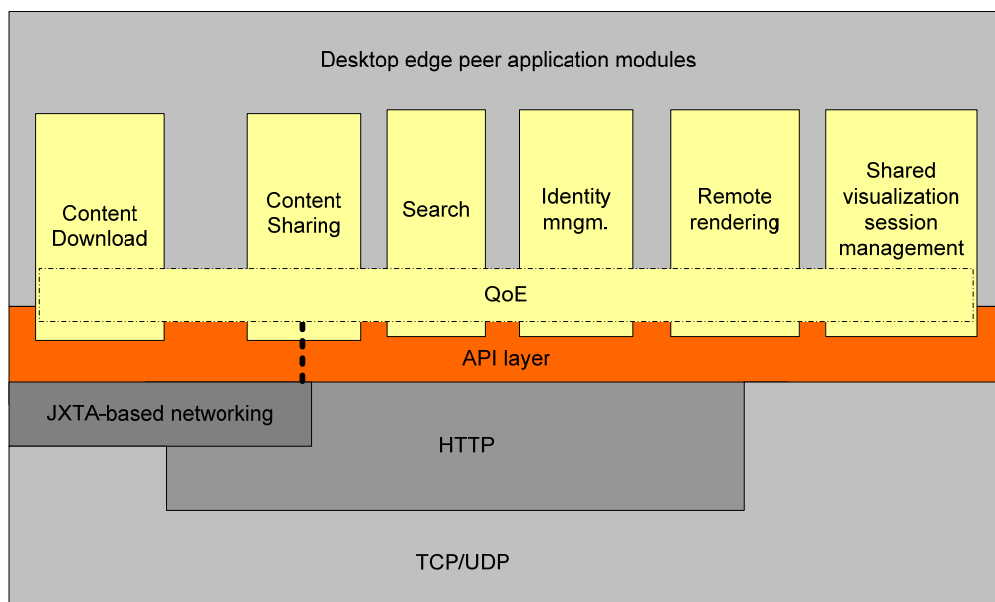 Desktop edge peer application modules
Content
Download
Content
Sharing
Search
Identity
mngm.
Remote
rendering
Shared
visualization
session
management
QoE
API layer
JXTA-based networking
HTTP
TCP/UDP